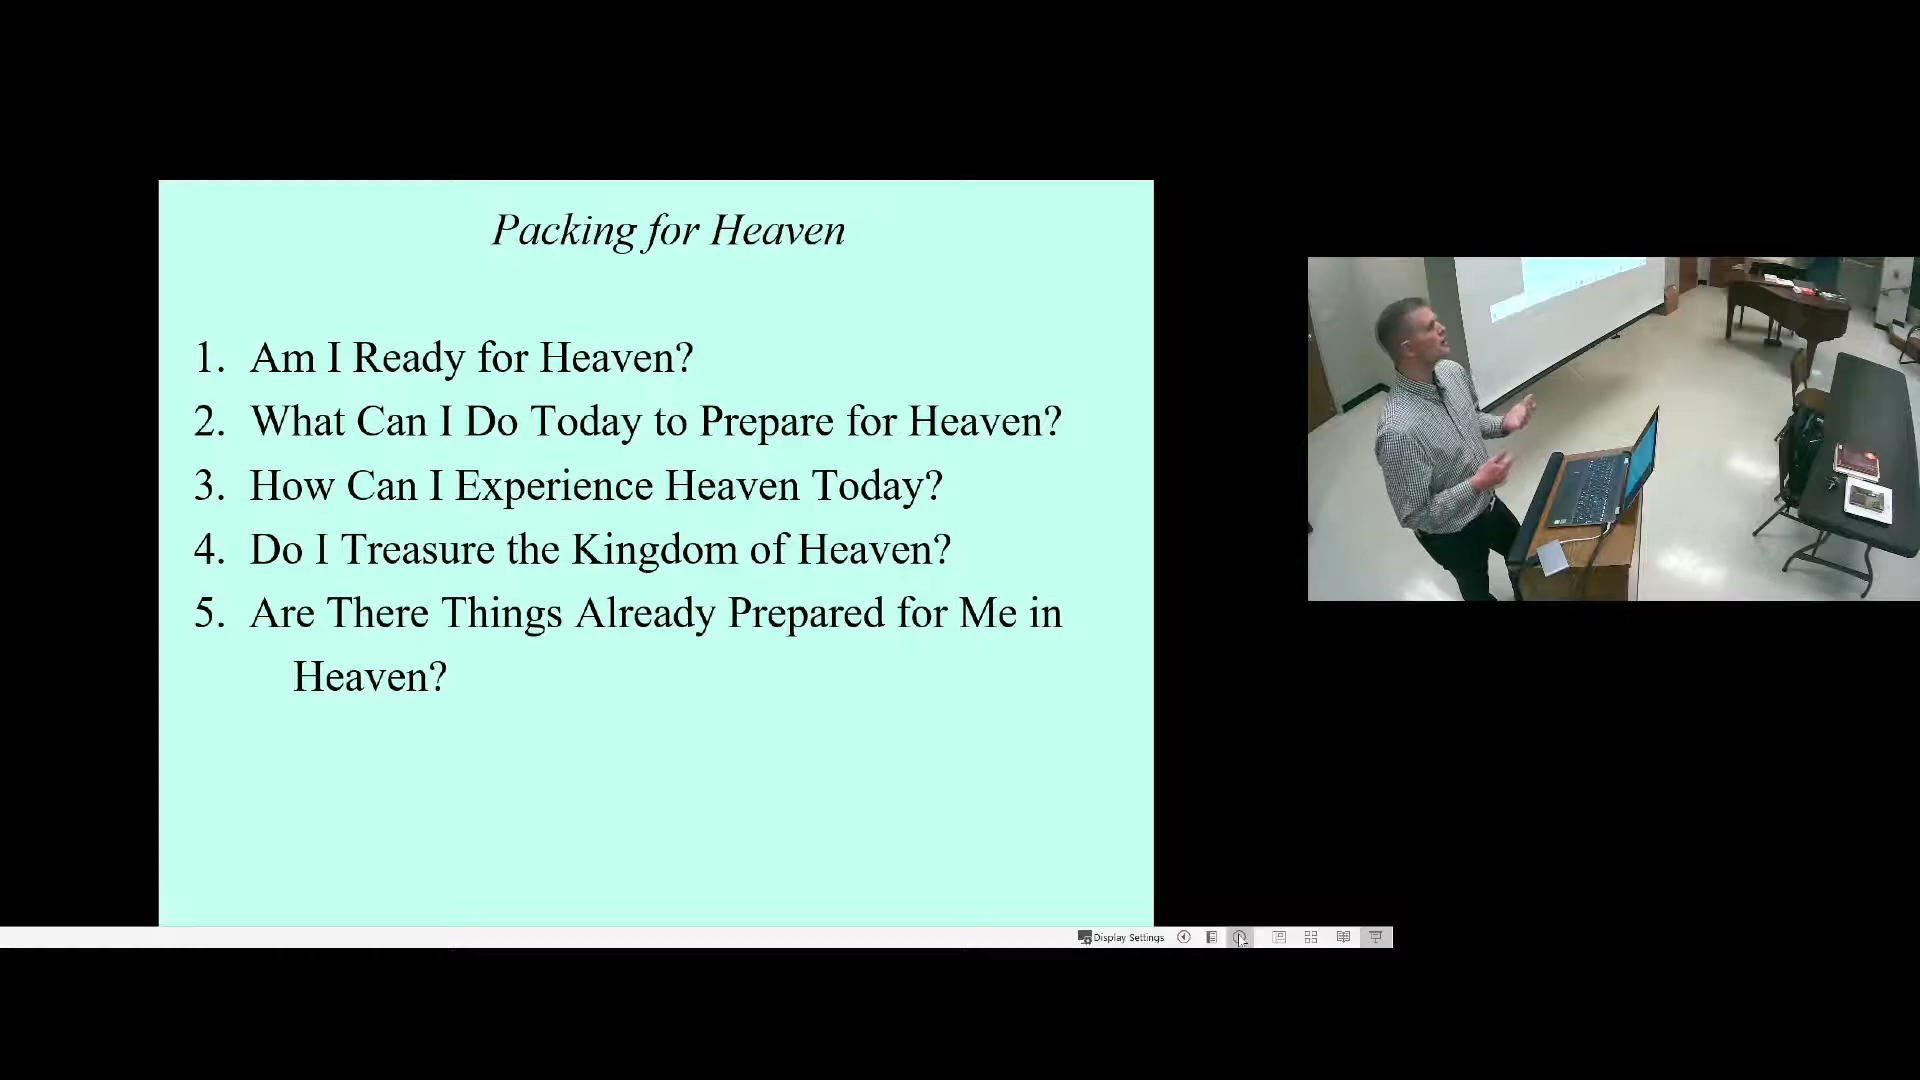 Packing for Heaven
1. Am I Ready for Heaven?
2. What Can I Do Today to Prepare for Heaven?
3. How Can I Experience Heaven Today?
4. Do I Treasure the Kingdom of Heaven?
5. Are There Things Already Prepared for Me in
Heaven?
Display Settings